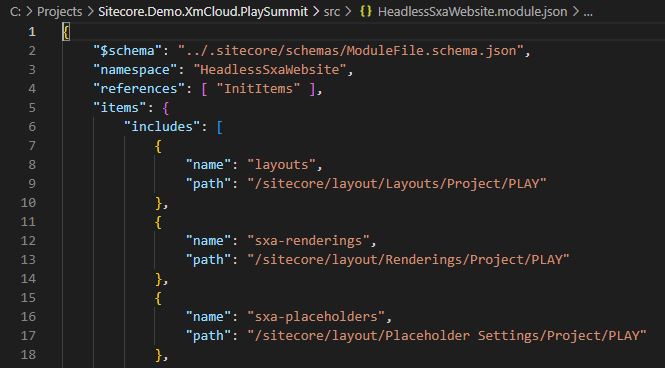 C: > Projects > Sitecore.Demo.XmCloud.PlaySummit > src > {} HeadlessSxaWebsite.module.json > ...
1 {
2 "$schema": "../.sitecore/schemas/ModuleFile.schema.json",
3 "namespace": "HeadlessSxaWebsite",
4 "references": [ "InitItems" ],
5 "items": {
6 "includes": [
7 {
8 "name": "layouts",
9 "path": "/sitecore/layout/Layouts/Project/PLAY"
10 },
11 {
12 "name": "sxa-renderings",
13 "path": "/sitecore/layout/Renderings/Project/PLAY"
14 },
15 {
16 "name": "sxa-placeholders",
17 "path": "/sitecore/layout/Placeholder Settings/Project/PLAY"
18 },